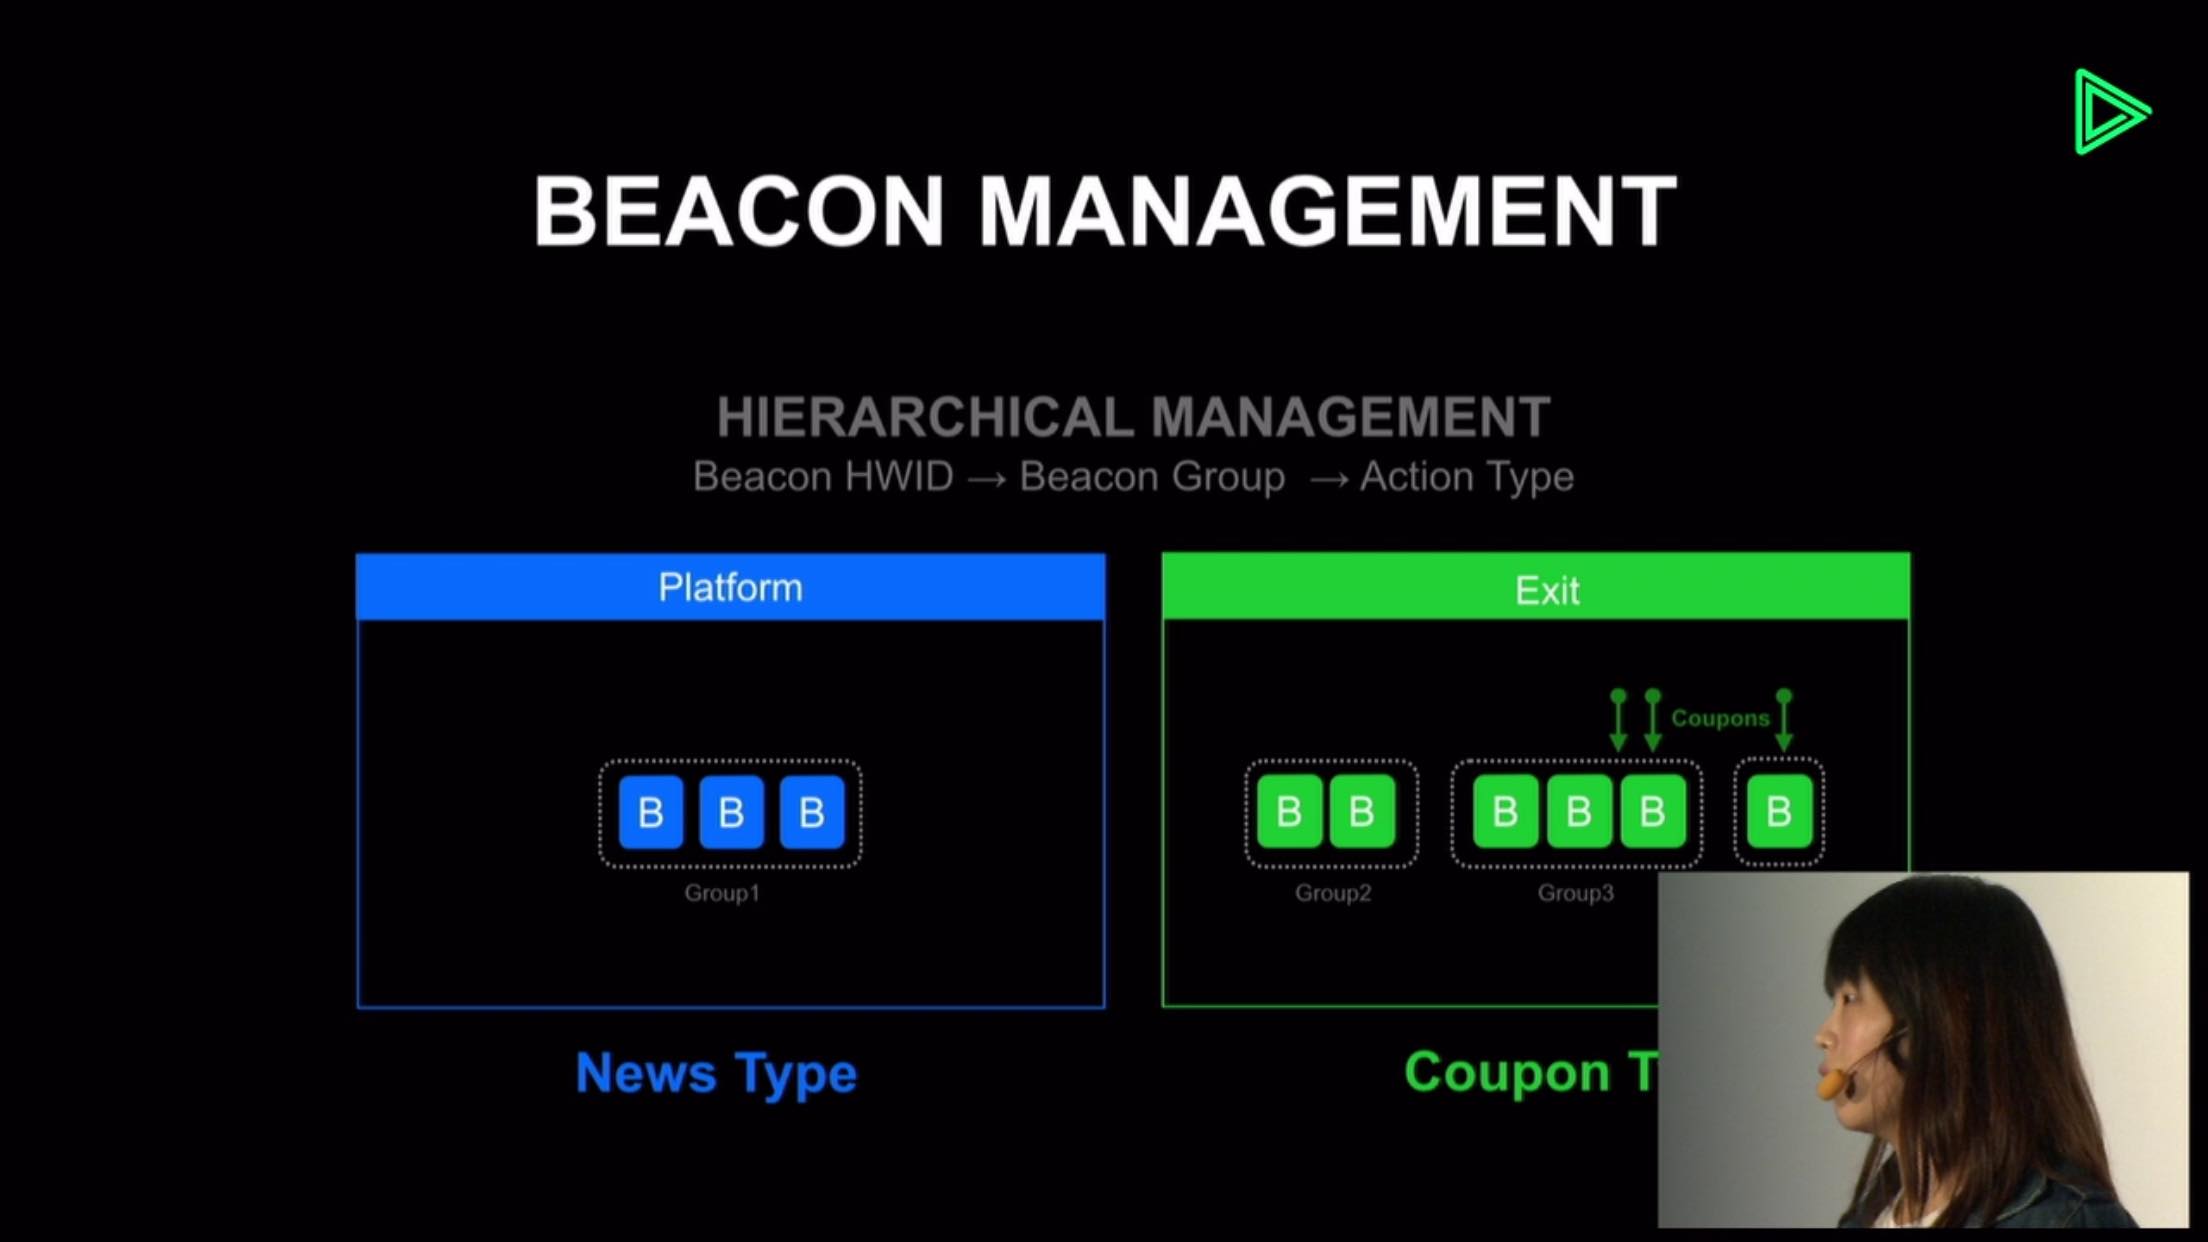 BEACON MANAGEMENT
HIERARCHICAL MANAGEMENT
Beacon HWID → Beacon Group → Action Type
Platform
Exit
Coupons
B B B
B B
B B B
B
Group1
Group2
Group3
News Type
Coupon T